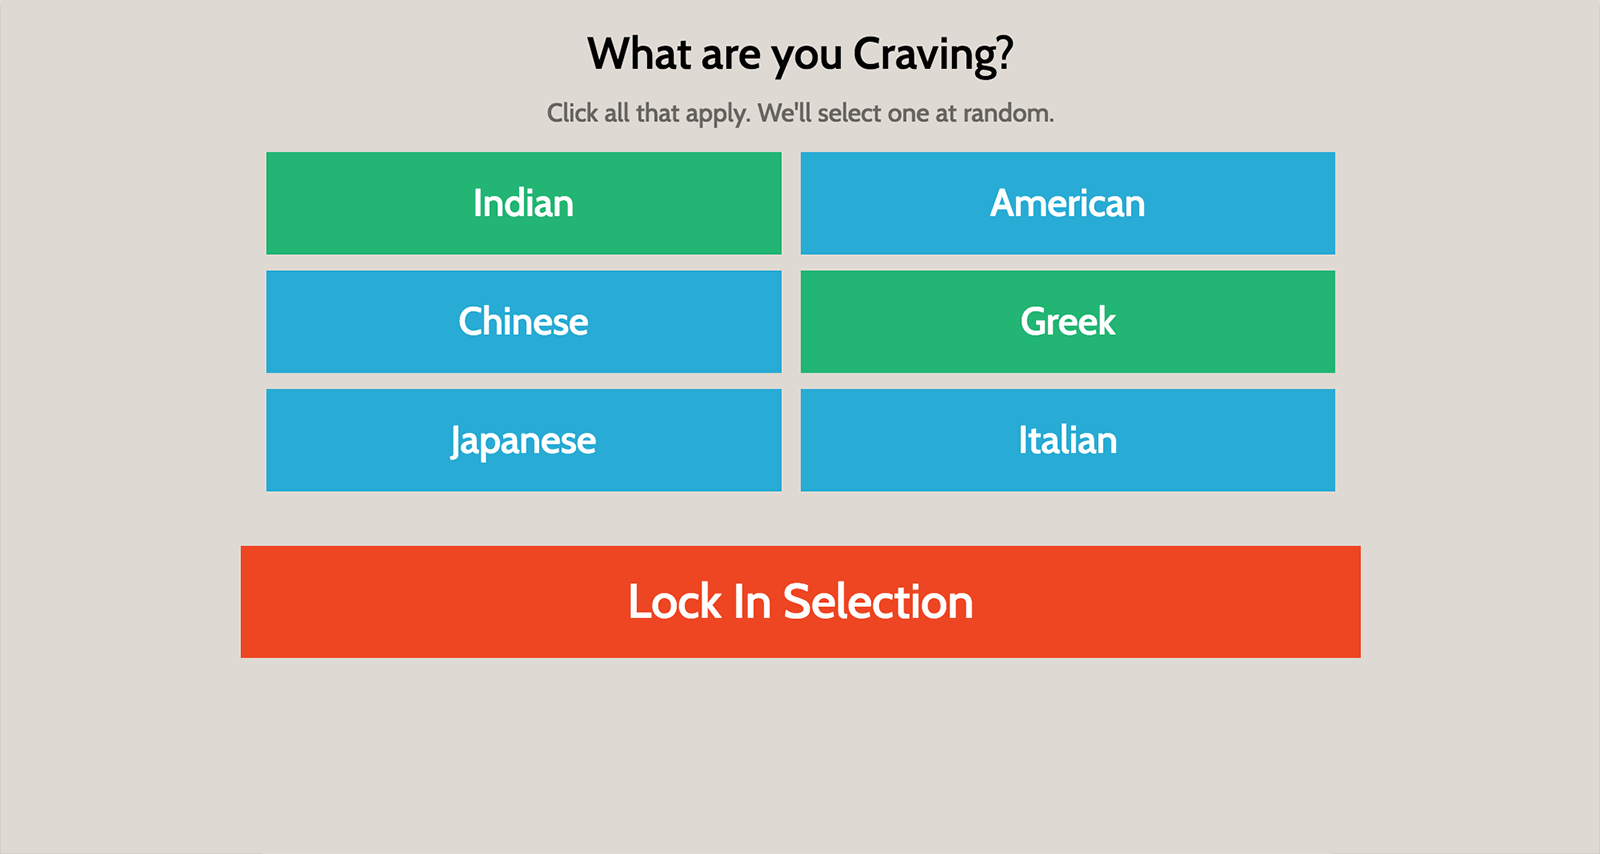 What are you Craving?
Click all that apply. We'll select one at random.
Indian
American
Chinese
Greek
Japanese
Italian
Lock In Selection